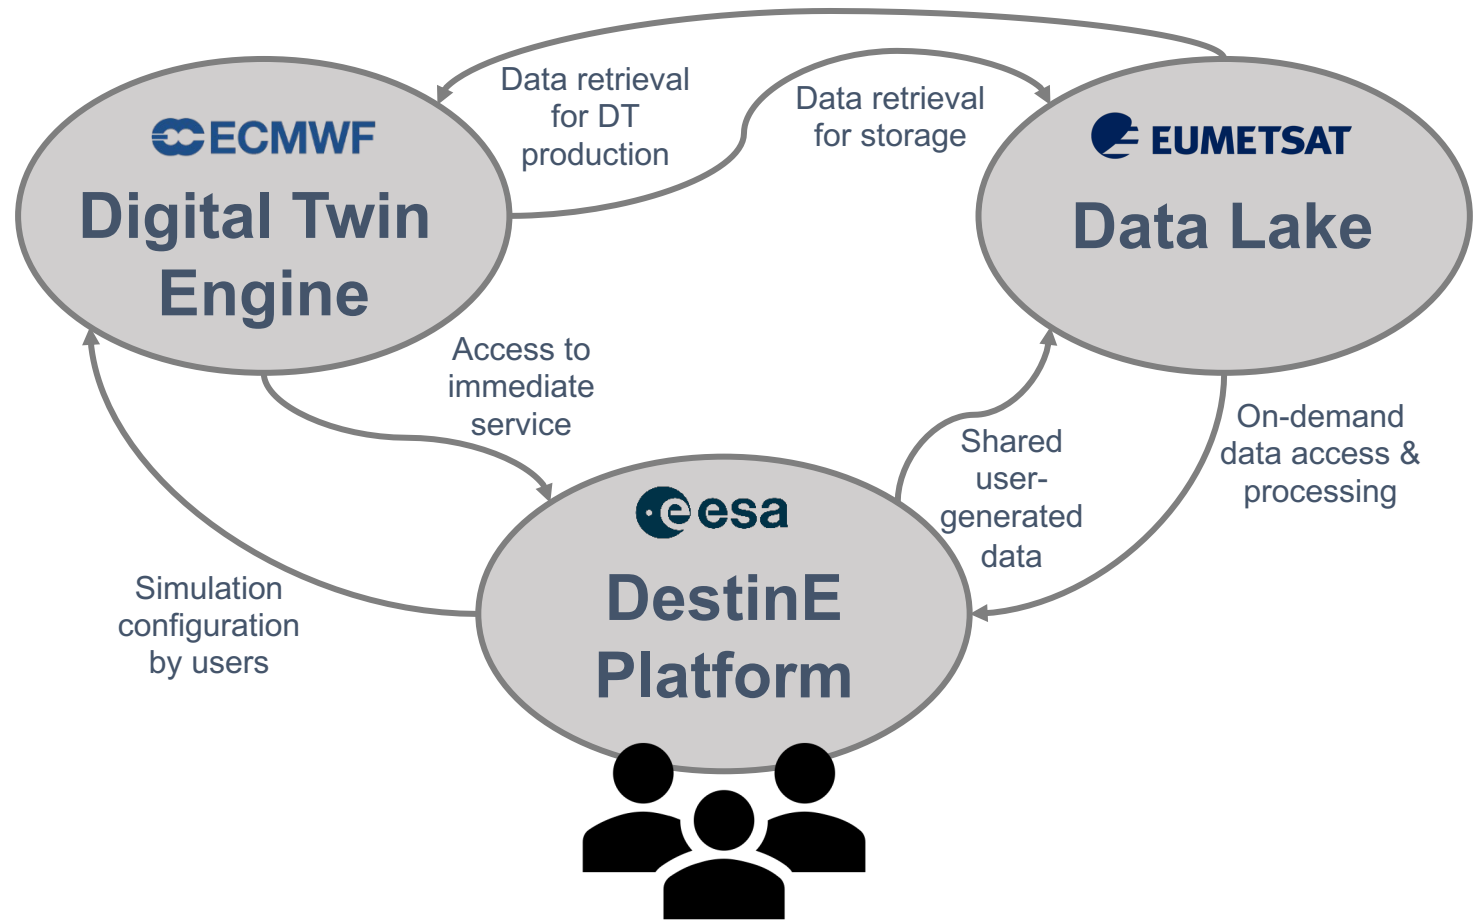 ECMWF
Digital Twin
Engine
Data retrieval
for DT
production
Data retrieval
for storage
EUMETSAT
Data Lake
Access to
immediate
service
Shared
user-
generated
data
On-demand
data access &
processing
esa
DestinE
Platform
Simulation
configuration
by users